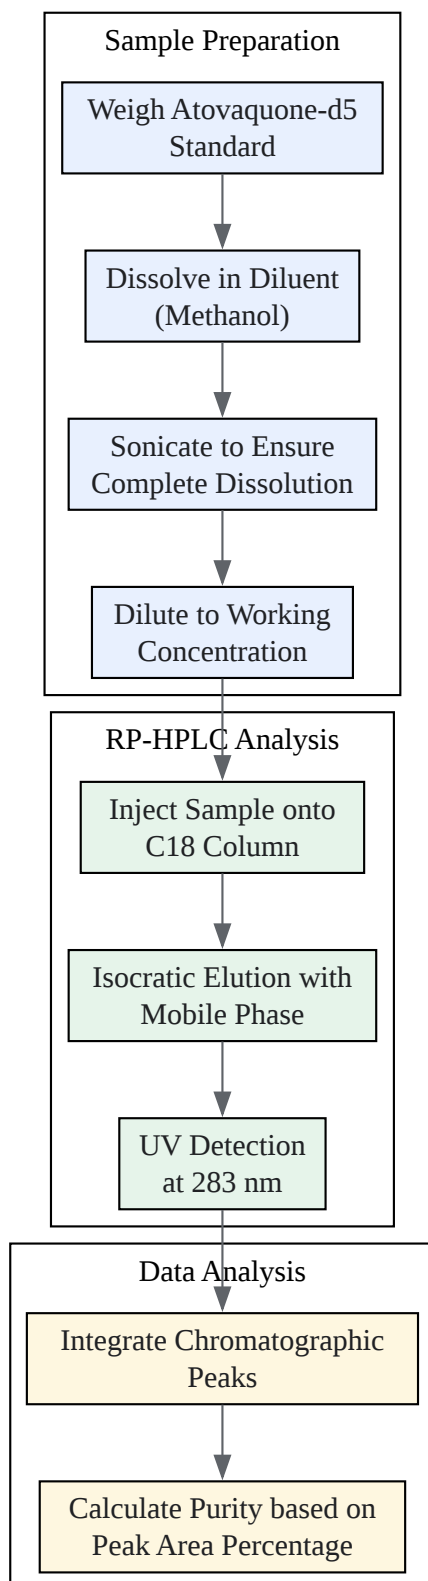 Sample Preparation
Weigh Atovaquone-d5
Standard
Dissolve in Diluent
(Methanol)
Sonicate to Ensure
Complete Dissolution
Dilute to Working
Concentration
RP-HPLC Analysis
Inject Sample onto
C18 Column
Isocratic Elution with
Mobile Phase
UV Detection
at 283 nm
Data Analysis
Integrate Chromatographic
Peaks
Calculate Purity based on
Peak Area Percentage